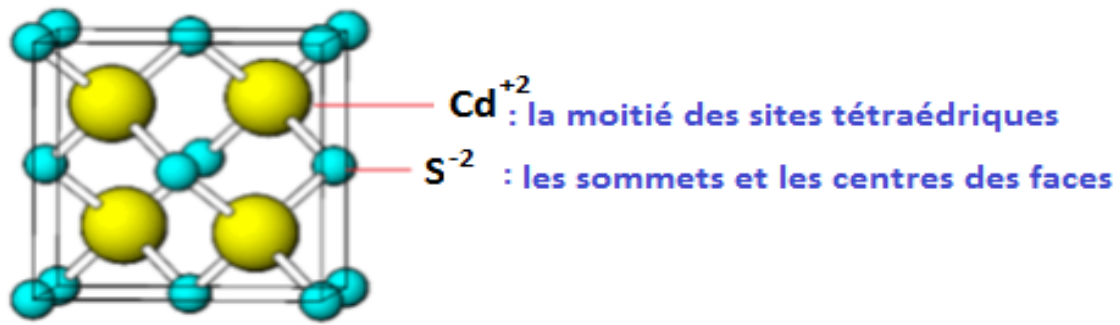 Cd+2 : la moitié des sites tétraédriques
S-2 : les sommets et les centres des faces